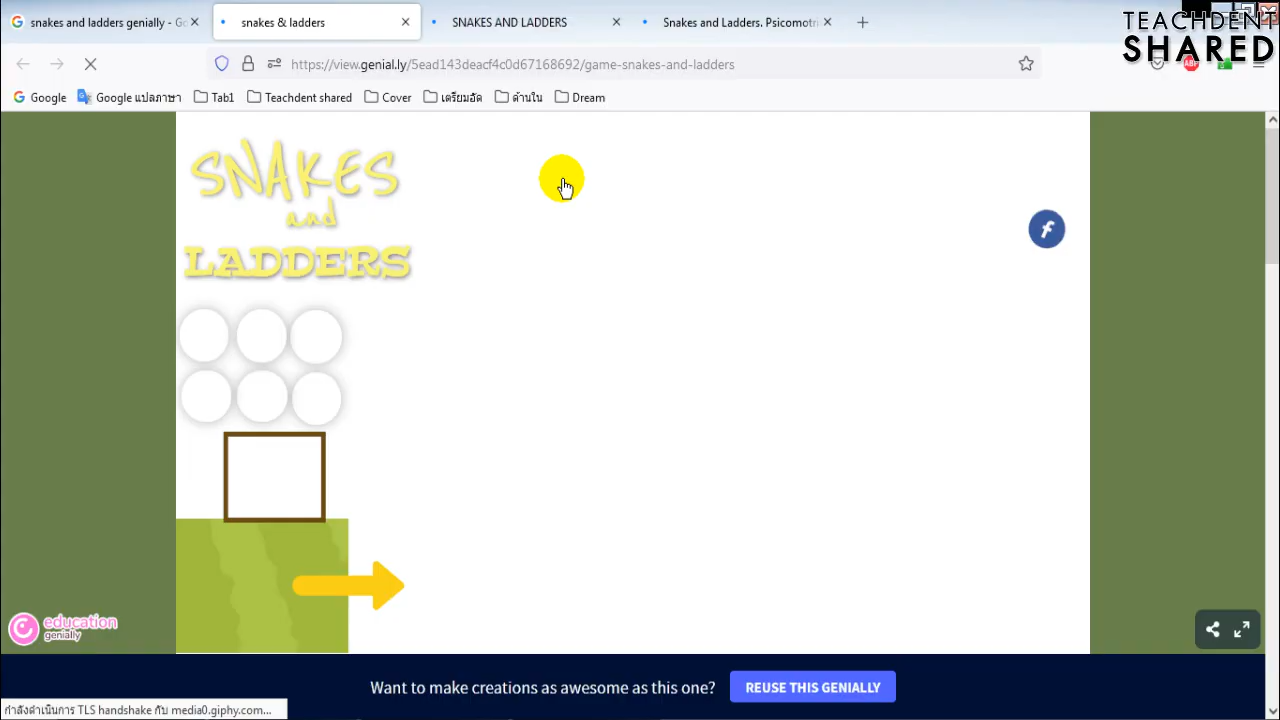 snakes and ladders genially - Go
snakes & ladders
SNAKES AND LADDERS
Snakes and Ladders. Psicomotri
TEACHDENT
SHARED
https://view.genial.ly/5ead143deacf4c0d67168692/game-snakes-and-ladders
ABP
Google
Google แปลภาษา
Tab1
Teachdent shared
Cover
เตรียมอัด
ด้านใน
Dream
SNAKES
and
LADDERS
f
education
genially
Want to make creations as awesome as this one?
REUSE THIS GENIALLY
กำลังดำเนินการ TLS handshake กับ media0.giphy.com...